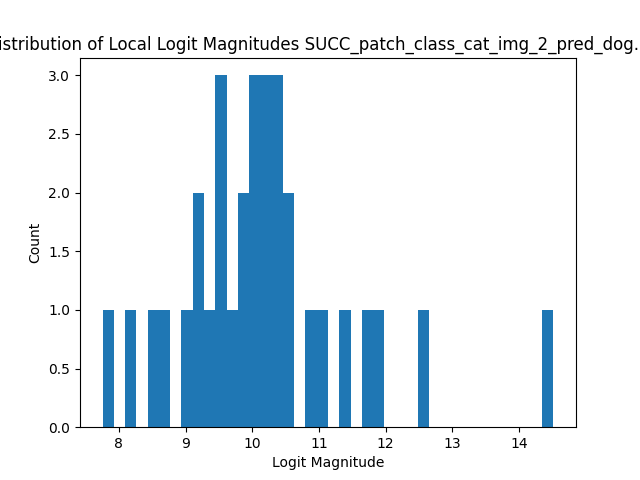 istribution of Local Logit Magnitudes SUCC_patch_class_cat_img_2_pred_dog.
3.0
2.5
2.0
1.5
1.0
0.5
0.0
Count
8 9 10 11 12 13 14
Logit Magnitude